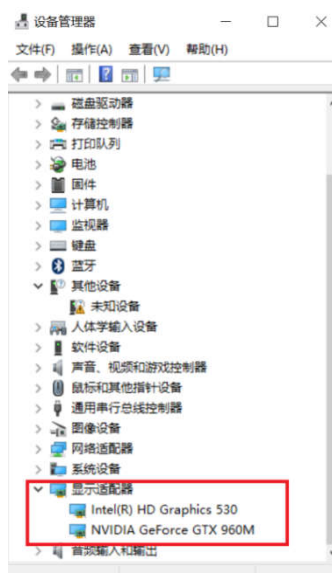 设备管理器
文件(F) 操作(A) 查看(V) 帮助(H)
磁盘驱动器
存储控制器
打印队列
电池
固件
计算机
监视器
键盘
蓝牙
其他设备
未知设备
人体学输入设备
软件设备
声音、视频和游戏控制器
鼠标和其他指针设备
通用串行总线控制器
图像设备
网络适配器
系统设备
显示适配器
Intel(R) HD Graphics 530
NVIDIA GeForce GTX 960M
音频输入和输出